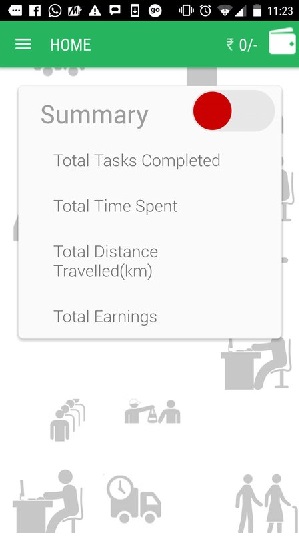 11:23
HOME
₹ 0/-
Summary
Total Tasks Completed
Total Time Spent
Total Distance
Travelled(km)
Total Earnings